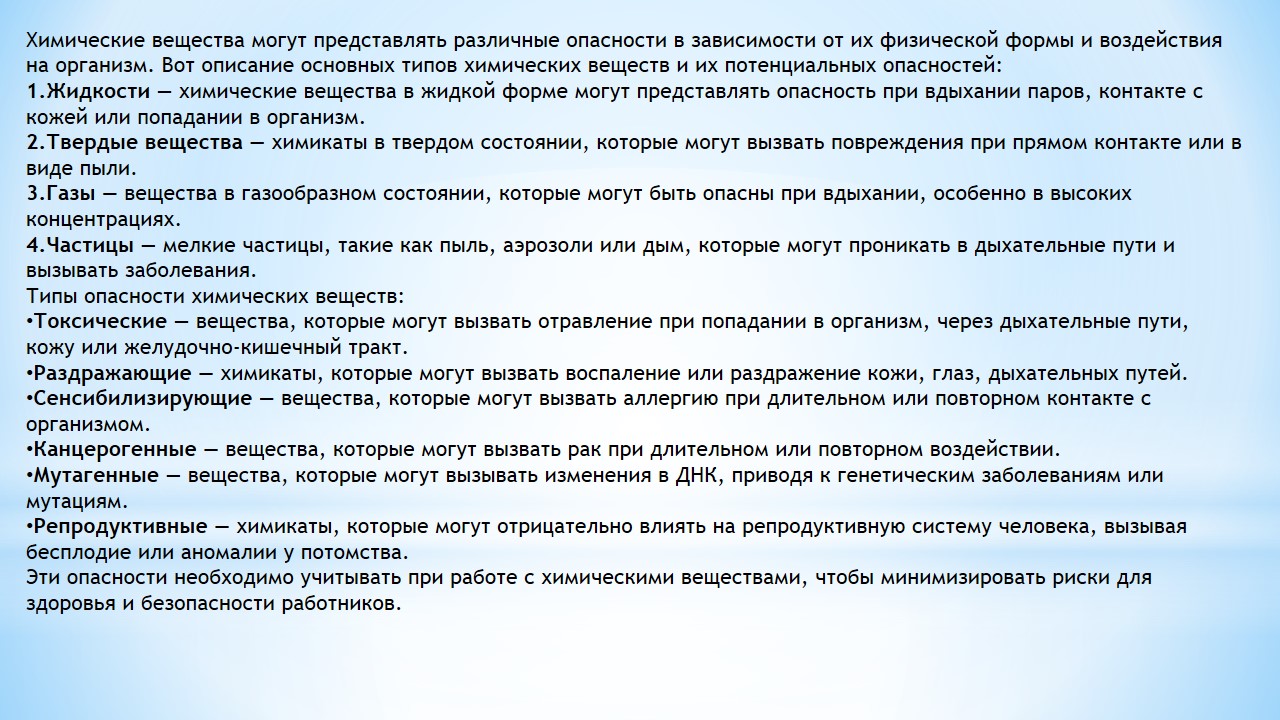 Химические вещества могут представлять различные опасности в зависимости от их физической формы и воздействия
на организм. Вот описание основных типов химических веществ и их потенциальных опасностей:
1.Жидкости — химические вещества в жидкой форме могут представлять опасность при вдыхании паров, контакте с
кожей или попадании в организм.
2.Твердые вещества — химикаты в твердом состоянии, которые могут вызвать повреждения при прямом контакте или в
виде пыли.
3.Газы — вещества в газообразном состоянии, которые могут быть опасны при вдыхании, особенно в высоких
концентрациях.
4.Частицы — мелкие частицы, такие как пыль, аэрозоли или дым, которые могут проникать в дыхательные пути и
вызывать заболевания.
Типы опасности химических веществ:
•Токсические — вещества, которые могут вызвать отравление при попадании в организм, через дыхательные пути,
кожу или желудочно-кишечный тракт.
•Раздражающие — химикаты, которые могут вызвать воспаление или раздражение кожи, глаз, дыхательных путей.
•Сенсибилизирующие — вещества, которые могут вызвать аллергию при длительном или повторном контакте с
организмом.
•Канцерогенные — вещества, которые могут вызвать рак при длительном или повторном воздействии.
•Мутагенные — вещества, которые могут вызывать изменения в ДНК, приводя к генетическим заболеваниям или
мутациям.
•Репродуктивные — химикаты, которые могут отрицательно влиять на репродуктивную систему человека, вызывая
бесплодие или аномалии у потомства.
Эти опасности необходимо учитывать при работе с химическими веществами, чтобы минимизировать риски для
здоровья и безопасности работников.